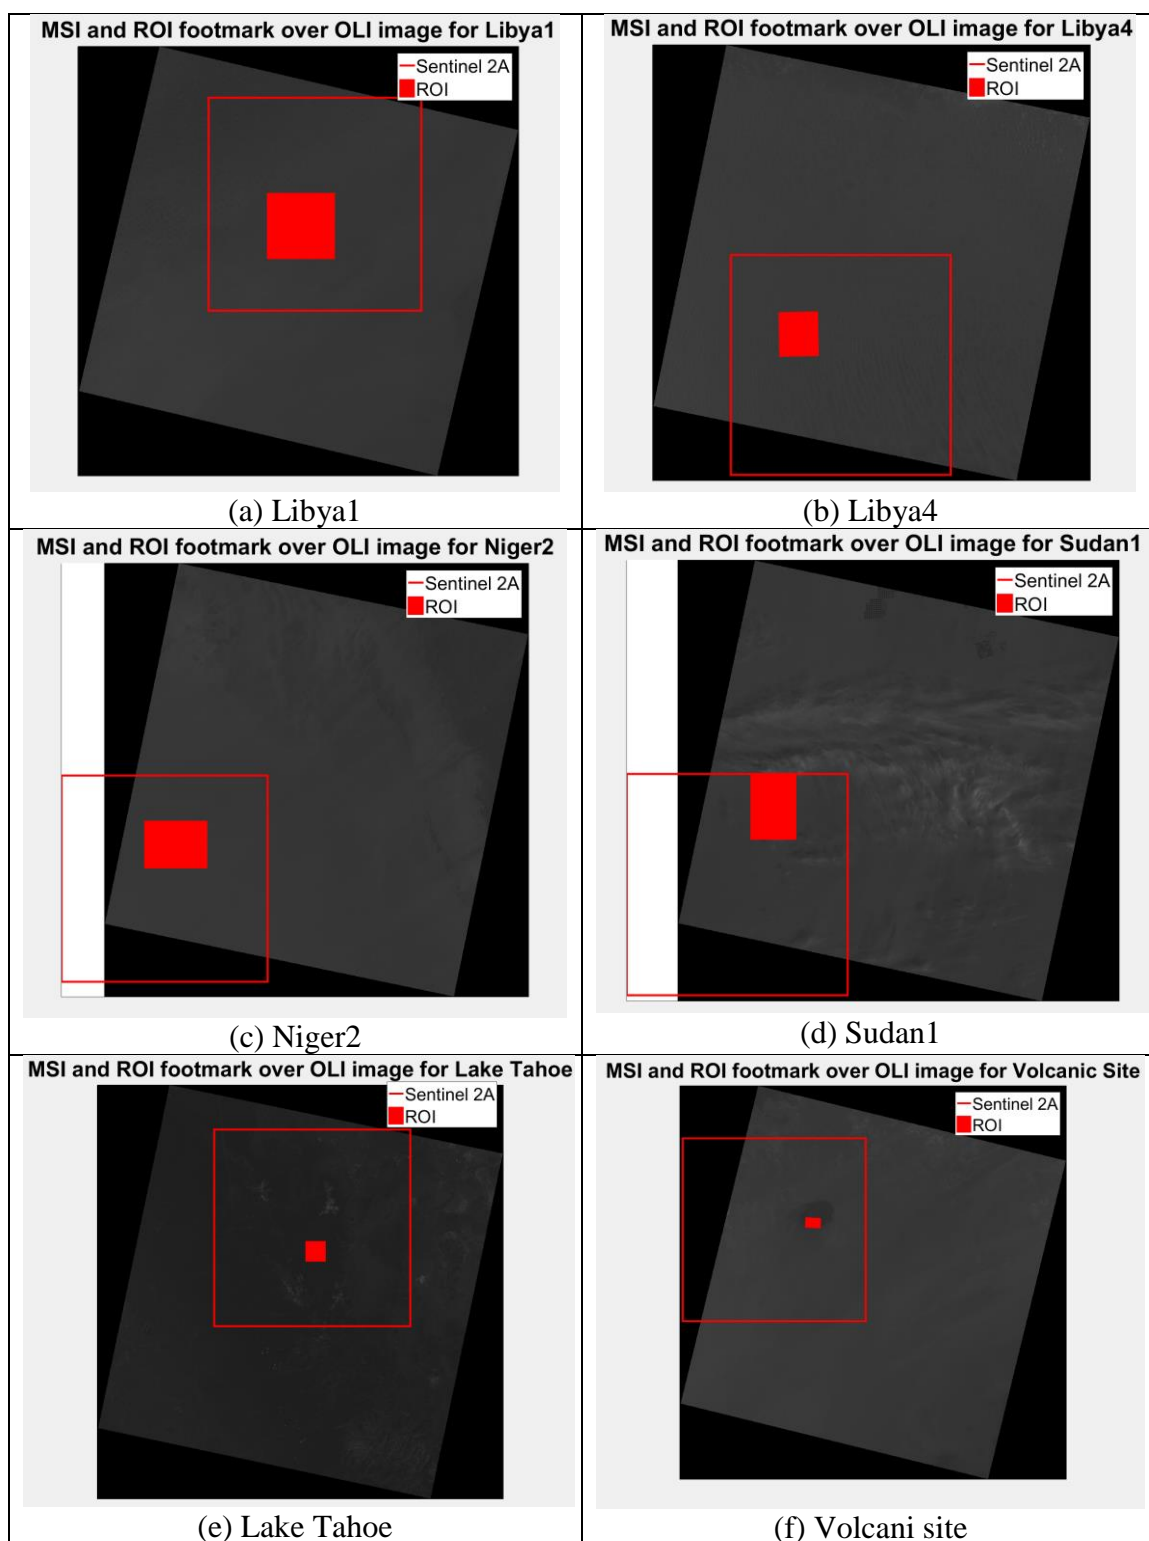 MSI and ROI footmark over OLI image for Libya1
Sentinel 2A
ROI
(a) Libya1
MSI and ROI footmark over OLI image for Libya4
Sentinel 2A
ROI
(b) Libya4
MSI and ROI footmark over OLI image for Niger2
Sentinel 2A
ROI
(c) Niger2
MSI and ROI footmark over OLI image for Sudan1
Sentinel 2A
ROI
(d) Sudan1
MSI and ROI footmark over OLI image for Lake Tahoe
Sentinel 2A
ROI
(e) Lake Tahoe
MSI and ROI footmark over OLI image for Volcanic Site
Sentinel 2A
ROI
(f) Volcani site